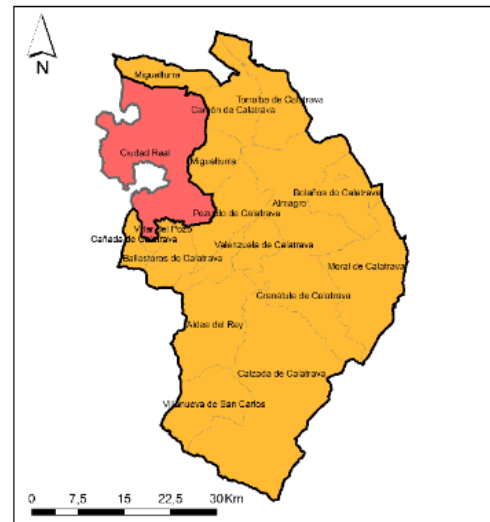 N
Miguelturra
Torralba de Calatrava
Carrión de Calatrava
Ciudad Real
Miguelturra
Bolaños de Calatrava
Almagro
Pozuelo de Calatrava
Villar del Pozo
Cañada de Calatrava
Valenzuela de Calatrava
Ballesteros de Calatrava
Moral de Calatrava
Granátula de Calatrava
Aldea del Rey
Calzada de Calatrava
Villanueva de San Carlos
0 7,5 15 22,5 30 Km